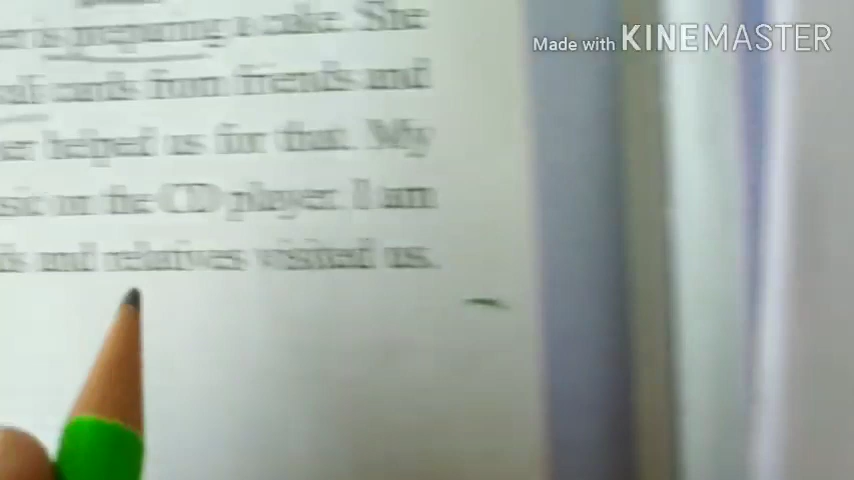 Made with KINEMASTER
er is preparing a cake. She
cards from friends and
er helped us for that. My
sic on the CD player. I am
ds and relatives visited us.